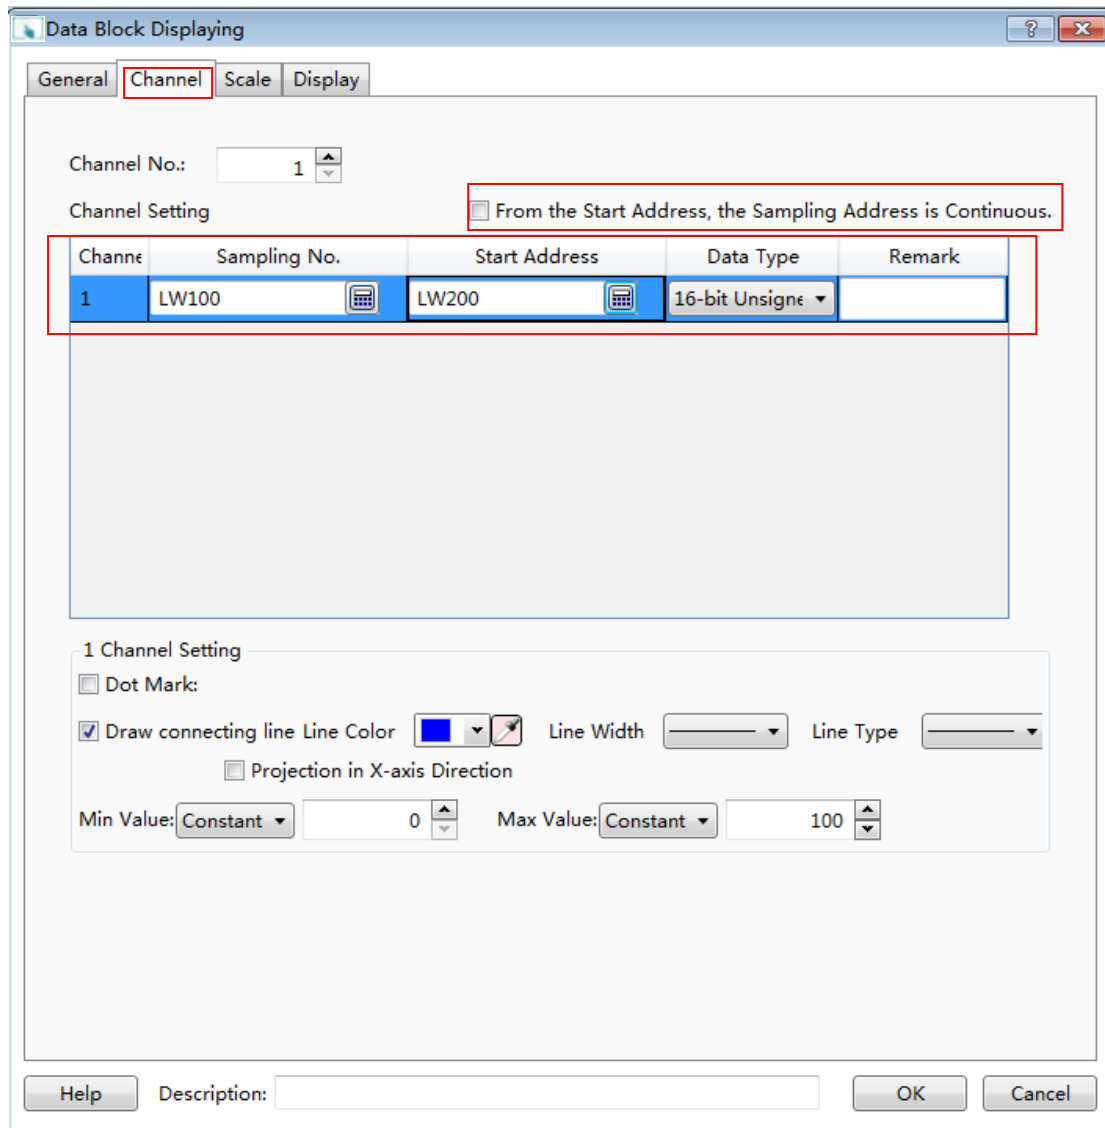 Data Block Displaying
General Channel Scale Display
Channel No.: 1
Channel Setting From the Start Address, the Sampling Address is Continuous.
Channe Sampling No. Start Address Data Type Remark
1 LW100 LW200 16-bit Unsigne
1 Channel Setting
Dot Mark:
Draw connecting line Line Color Line Width Line Type
Projection in X-axis Direction
Min Value: Constant 0 Max Value: Constant 100
Help Description: OK Cancel